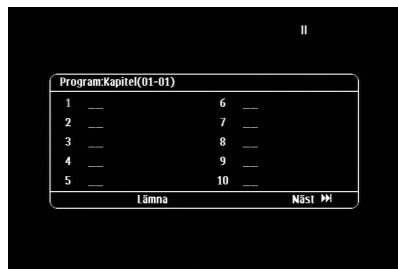 II
Program:Kapitel(01-01)
1 __ 6 __
2 __ 7 __
3 __ 8 __
4 __ 9 __
5 __ 10 __
Lämna Näst ⏭